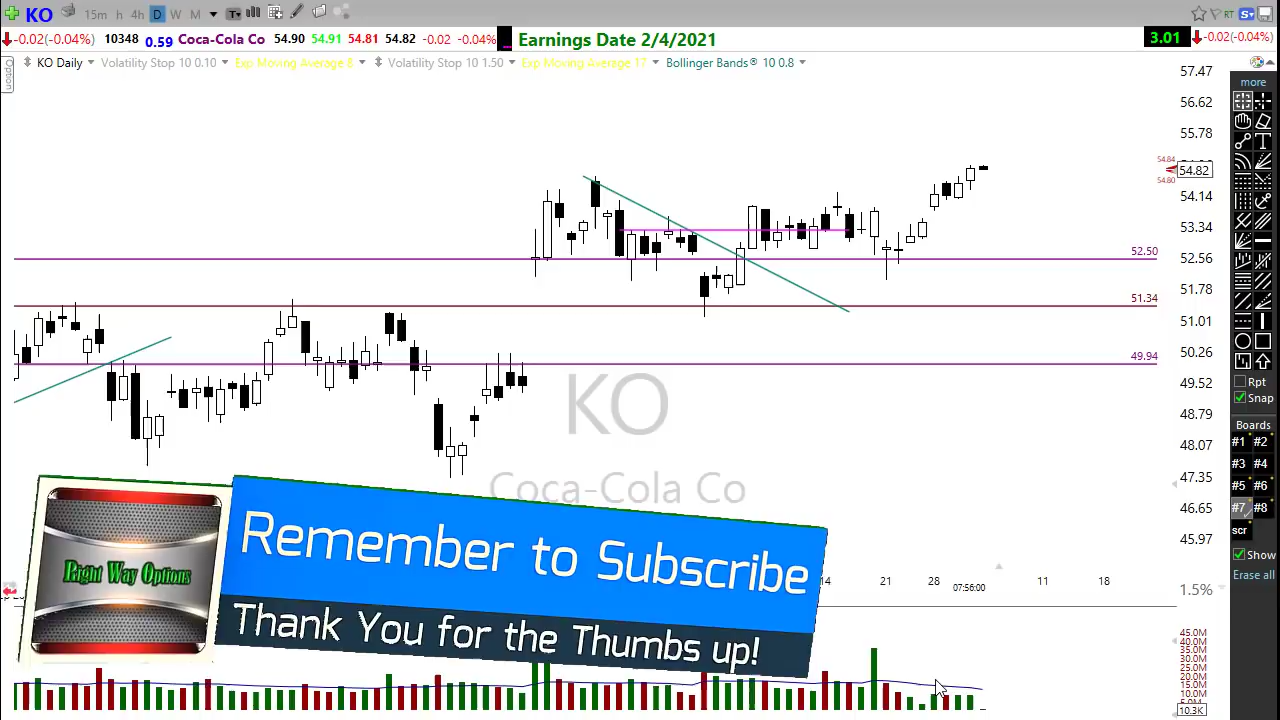 KO 15m h 4h D W M T RT S
-0.02(-0.04%) 10348 0.59 Coca-Cola Co 54.90 54.91 54.81 54.82 -0.02 -0.04% Earnings Date 2/4/2021 3.01 -0.02(-0.04%)
Option
KO Daily Volatility Stop 10 0.10 Exp Moving Average 8 Volatility Stop 10 1.50 Exp Moving Average 17 Bollinger Bands® 10 0.8
57.47
more
56.62
55.78
54.84
54.82
54.80
54.14
53.34
52.50
52.56
51.78
51.34
51.01
50.26
49.94
49.52
Rpt
Snap
48.79
Boards
#1 #2
48.07
#3 #4
47.35
#5 #6
46.65
#7 #8
scr
45.97
Show
Erase all
KO
Coca-Cola Co
Right Way Options
Remember to Subscribe
Thank You for the Thumbs up!
14 21 28 11 18
07:56:00
1.5%
45.0M
40.0M
35.0M
30.0M
25.0M
20.0M
15.0M
10.0M
10.3K